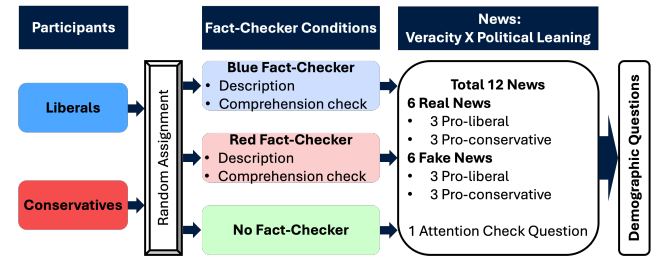 Participants
Fact-Checker Conditions
News:
Veracity X Political Leaning
Liberals
Conservatives
Random Assignment
Blue Fact-Checker
• Description
• Comprehension check
Red Fact-Checker
• Description
• Comprehension check
No Fact-Checker
Total 12 News
6 Real News
• 3 Pro-liberal
• 3 Pro-conservative
6 Fake News
• 3 Pro-liberal
• 3 Pro-conservative
1 Attention Check Question
Demographic Questions